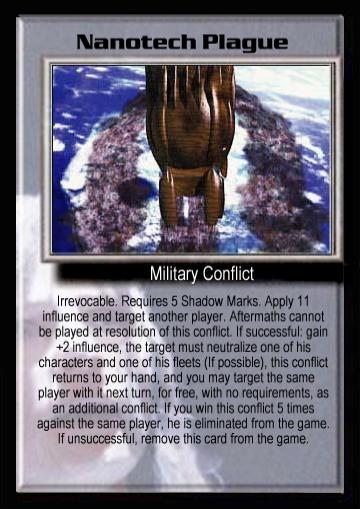 Nanotech Plague
Military Conflict
Irrevocable. Requires 5 Shadow Marks. Apply 11
influence and target another player. Aftermaths cannot
be played at resolution of this conflict. If successful: gain
+2 influence, the target must neutralize one of his
characters and one of his fleets (If possible), this conflict
returns to your hand, and you may target the same
player with it next turn, for free, with no requirements, as
an additional conflict. If you win this conflict 5 times
against the same player, he is eliminated from the game.
If unsuccessful, remove this card from the game.